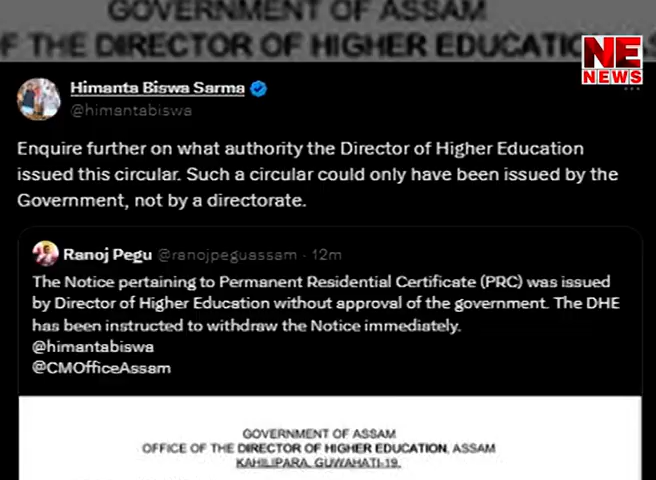 GOVERNMENT OF ASSAM
F THE DIRECTOR OF HIGHER EDUCATIO
NE
NEWS
Himanta Biswa Sarma
@himantabiswa
Enquire further on what authority the Director of Higher Education
issued this circular. Such a circular could only have been issued by the
Government, not by a directorate.
Ranoj Pegu @ranojpeguassam · 12m
The Notice pertaining to Permanent Residential Certificate (PRC) was issued
by Director of Higher Education without approval of the government. The DHE
has been instructed to withdraw the Notice immediately.
@himantabiswa
@CMOfficeAssam
GOVERNMENT OF ASSAM
OFFICE OF THE DIRECTOR OF HIGHER EDUCATION, ASSAM
KAHILIPARA, GUWAHATI-19.